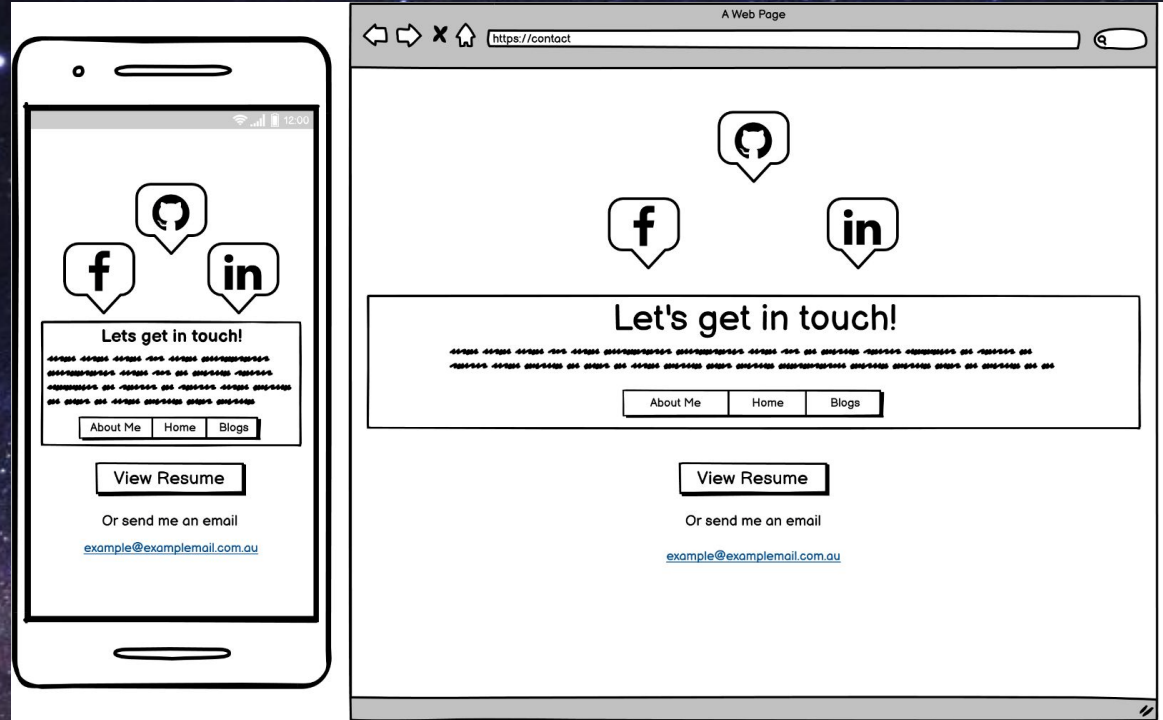 12:00
f
in
Lets get in touch!
About Me Home Blogs
View Resume
Or send me an email
example@examplemail.com.au
A Web Page
https://contact
f
in
Let's get in touch!
About Me Home Blogs
View Resume
Or send me an email
example@examplemail.com.au